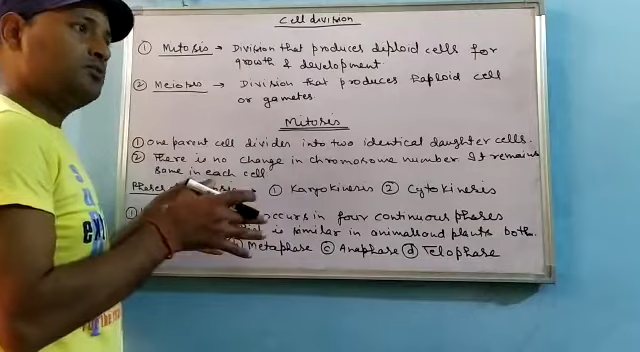 Cell division
① Mitosis → Division that produces diploid cells for
growth & development.
② Meiosis → Division that produces haploid cell
or gametes
Mitosis
① One parent cell divides into two identical daughter cells.
② There is no change in chromosome number It remains
same in each cell
Phases → ① Karyokinesis ② Cytokinesis
① occurs in four continuous phases
is similar in animal and plants both.
Metaphase ⓒ Anaphase ⓓ Telophase